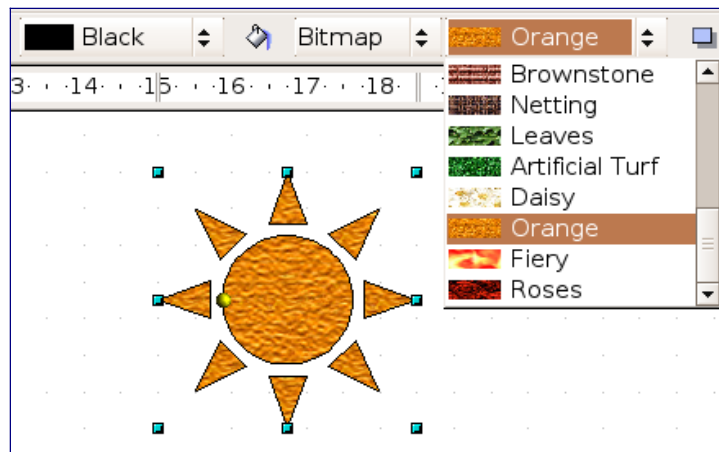 Black Bitmap Orange
3 · · 14 · · 15 · · 16 · · 17 · · 18 ·
Brownstone
Netting
Leaves
Artificial Turf
Daisy
Orange
Fiery
Roses